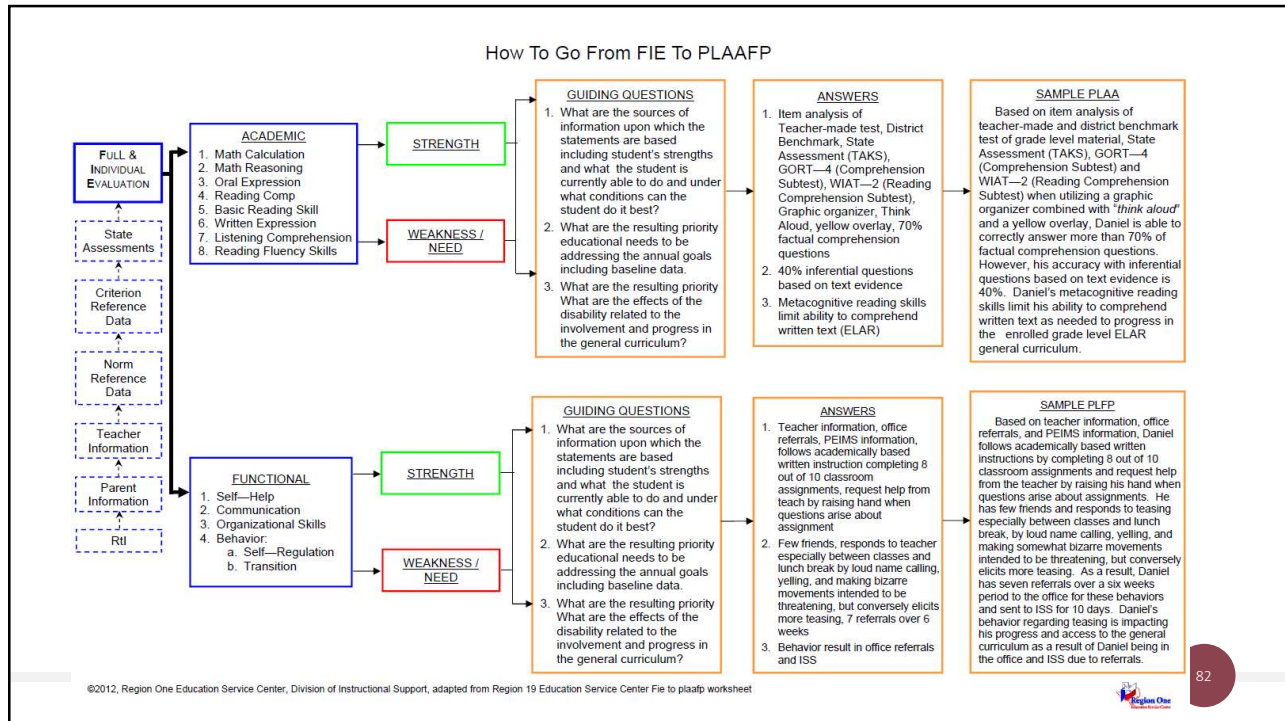 How To Go From FIE To PLAAFP
FULL &
INDIVIDUAL
EVALUATION
State
Assessments
Criterion
Reference
Data
Norm
Reference
Data
Teacher
Information
Parent
Information
RtI
ACADEMIC
1. Math Calculation
2. Math Reasoning
3. Oral Expression
4. Reading Comp
5. Basic Reading Skill
6. Written Expression
7. Listening Comprehension
8. Reading Fluency Skills
STRENGTH
WEAKNESS /
NEED
GUIDING QUESTIONS
1. What are the sources of
information upon which the
statements are based
including student's strengths
and what the student is
currently able to do and under
what conditions can the
student do it best?
2. What are the resulting priority
educational needs to be
addressing the annual goals
including baseline data.
3. What are the resulting priority
What are the effects of the
disability related to the
involvement and progress in
the general curriculum?
ANSWERS
1. Item analysis of
Teacher-made test, District
Benchmark, State
Assessment (TAKS),
GORT—4 (Comprehension
Subtest), WIAT—2 (Reading
Comprehension Subtest),
Graphic organizer, Think
Aloud, yellow overlay, 70%
factual comprehension
questions
2. 40% inferential questions
based on text evidence
3. Metacognitive reading skills
limit ability to comprehend
written text (ELAR)
SAMPLE PLAA
Based on item analysis of
teacher-made and district benchmark
test of grade level material, State
Assessment (TAKS), GORT—4
(Comprehension Subtest) and
WIAT—2 (Reading Comprehension
Subtest) when utilizing a graphic
organizer combined with "think aloud"
and a yellow overlay, Daniel is able to
correctly answer more than 70% of
factual comprehension questions.
However, his accuracy with inferential
questions based on text evidence is
40%. Daniel's metacognitive reading
skills limit his ability to comprehend
written text as needed to progress in
the enrolled grade level ELAR
general curriculum.
FUNCTIONAL
1. Self—Help
2. Communication
3. Organizational Skills
4. Behavior:
a. Self—Regulation
b. Transition
STRENGTH
WEAKNESS /
NEED
GUIDING QUESTIONS
1. What are the sources of
information upon which the
statements are based
including student's strengths
and what the student is
currently able to do and under
what conditions can the
student do it best?
2. What are the resulting priority
educational needs to be
addressing the annual goals
including baseline data.
3. What are the resulting priority
What are the effects of the
disability related to the
involvement and progress in
the general curriculum?
ANSWERS
1. Teacher information, office
referrals, PEIMS information,
follows academically based
written instruction completing 8
out of 10 classroom
assignments, request help from
teach by raising hand when
questions arise about
assignment
2. Few friends, responds to teacher
especially between classes and
lunch break by loud name calling,
yelling, and making bizarre
movements intended to be
threatening, but conversely elicits
more teasing, 7 referrals over 6
weeks
3. Behavior result in office referrals
and ISS
SAMPLE PLFP
Based on teacher information, office
referrals, and PEIMS information, Daniel
follows academically based written
instructions by completing 8 out of 10
classroom assignments and request help
from the teacher by raising his hand when
questions arise about assignments. He
has few friends and responds to teasing
especially between classes and lunch
break, by loud name calling, yelling, and
making somewhat bizarre movements
intended to be threatening, but conversely
elicits more teasing. As a result, Daniel
has seven referrals over a six weeks
period to the office for these behaviors
and sent to ISS for 10 days. Daniel's
behavior regarding teasing is impacting
his progress and access to the general
curriculum as a result of Daniel being in
the office and ISS due to referrals.
82
©2012, Region One Education Service Center, Division of Instructional Support, adapted from Region 19 Education Service Center Fie to plaafp worksheet
Region One
Education Service Center